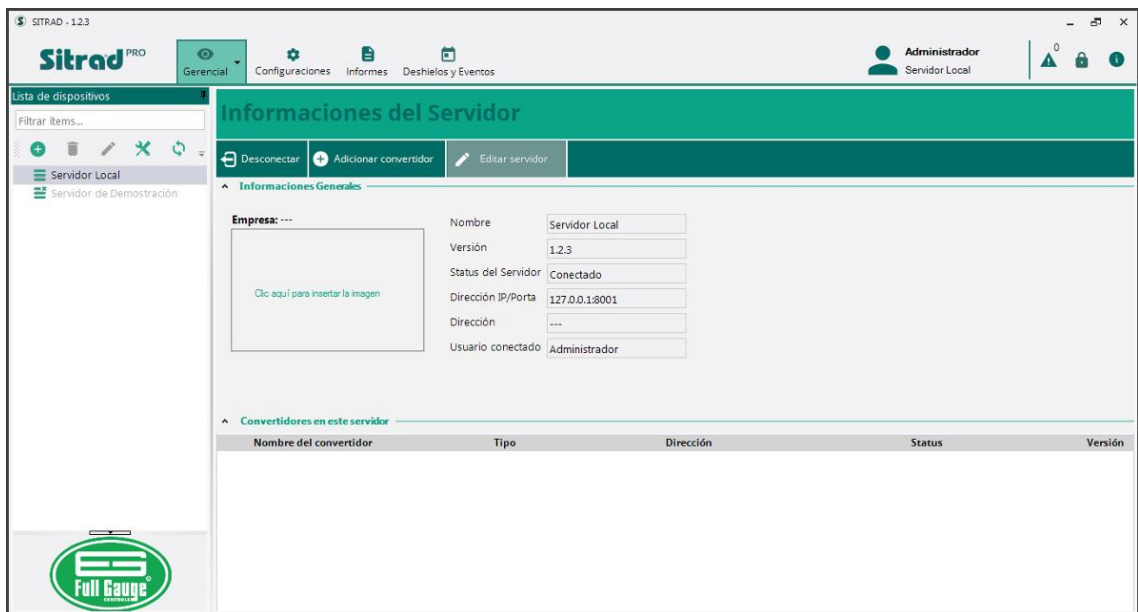 SITRAD - 1.2.3
Sitrad PRO
Gerencial
Configuraciones
Informes
Deshielos y Eventos
Administrador
Servidor Local
0
Lista de dispositivos
Filtrar ítems...
Servidor Local
Servidor de Demostración
Informaciones del Servidor
Desconectar
Adicionar convertidor
Editar servidor
Informaciones Generales
Empresa: ---
Clic aquí para insertar la imagen
Nombre Servidor Local
Versión 1.2.3
Status del Servidor Conectado
Dirección IP/Porta 127.0.0.1:8001
Dirección ---
Usuario conectado Administrador
Convertidores en este servidor
Nombre del convertidor Tipo Dirección Status Versión
Full Gauge
CONTROLS